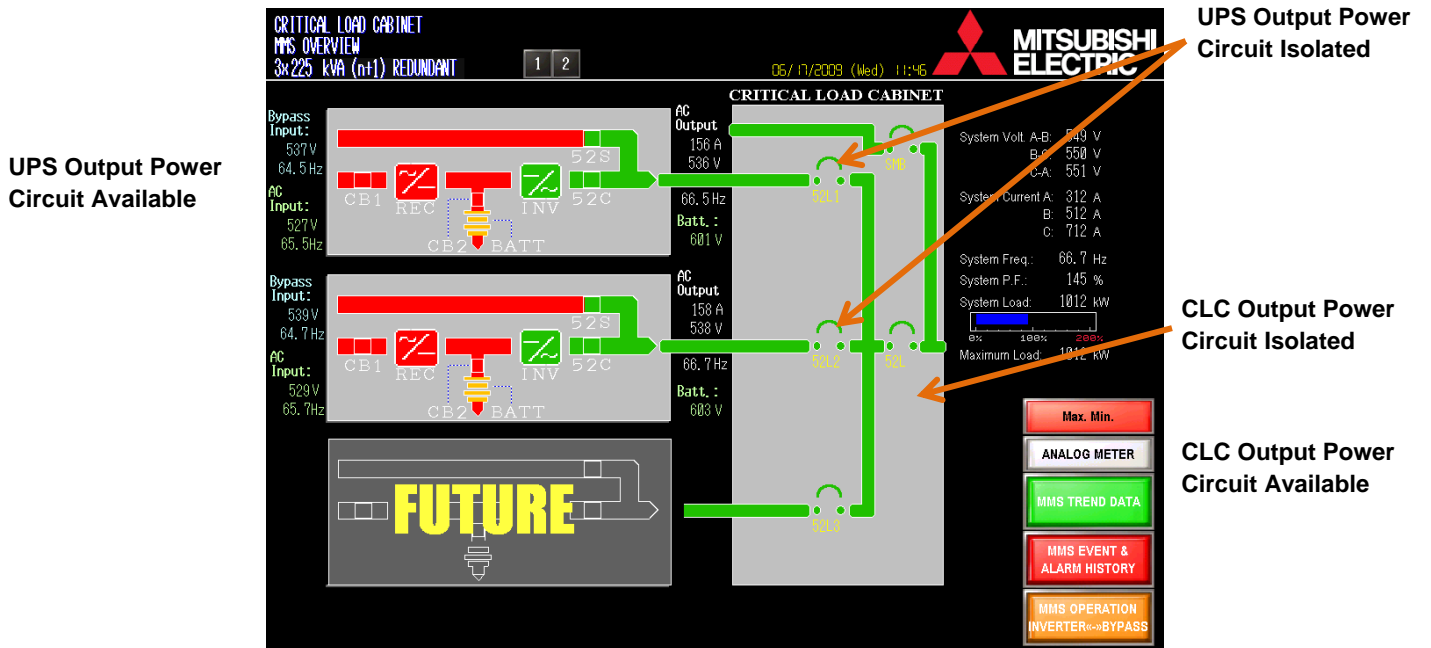 CRITICAL LOAD CABINET
MMS OVERVIEW
3x225 kVA (n+1) REDUNDANT
1 2
06/17/2009 (Wed) 11:46
MITSUBISHI
ELECTRIC
UPS Output Power
Circuit Isolated
UPS Output Power
Circuit Available
CRITICAL LOAD CABINET
Bypass
Input:
537V
64.5Hz
AC
Input:
527V
65.5Hz
52S
CB1
REC
INV
52C
CB2
BATT
AC
Output
156 A
536 V
66.5Hz
Batt.:
601 V
Bypass
Input:
539V
64.7Hz
AC
Input:
529V
65.7Hz
52S
CB1
REC
INV
52C
CB2
BATT
AC
Output
158 A
538 V
66.7Hz
Batt.:
603 V
FUTURE
52L1
SMB
52L2
52L
52L3
System Volt. A-B: 549 V
550 V
C-A: 551 V
System Current A: 312 A
B: 512 A
C: 712 A
System Freq.: 66.7 Hz
System P.F.: 145 %
System Load: 1012 kW
0% 100% 200%
Maximum Load: 1012 kW
CLC Output Power
Circuit Isolated
CLC Output Power
Circuit Available
Max. Min.
ANALOG METER
MMS TREND DATA
MMS EVENT &
ALARM HISTORY
MMS OPERATION
INVERTER«-»BYPASS